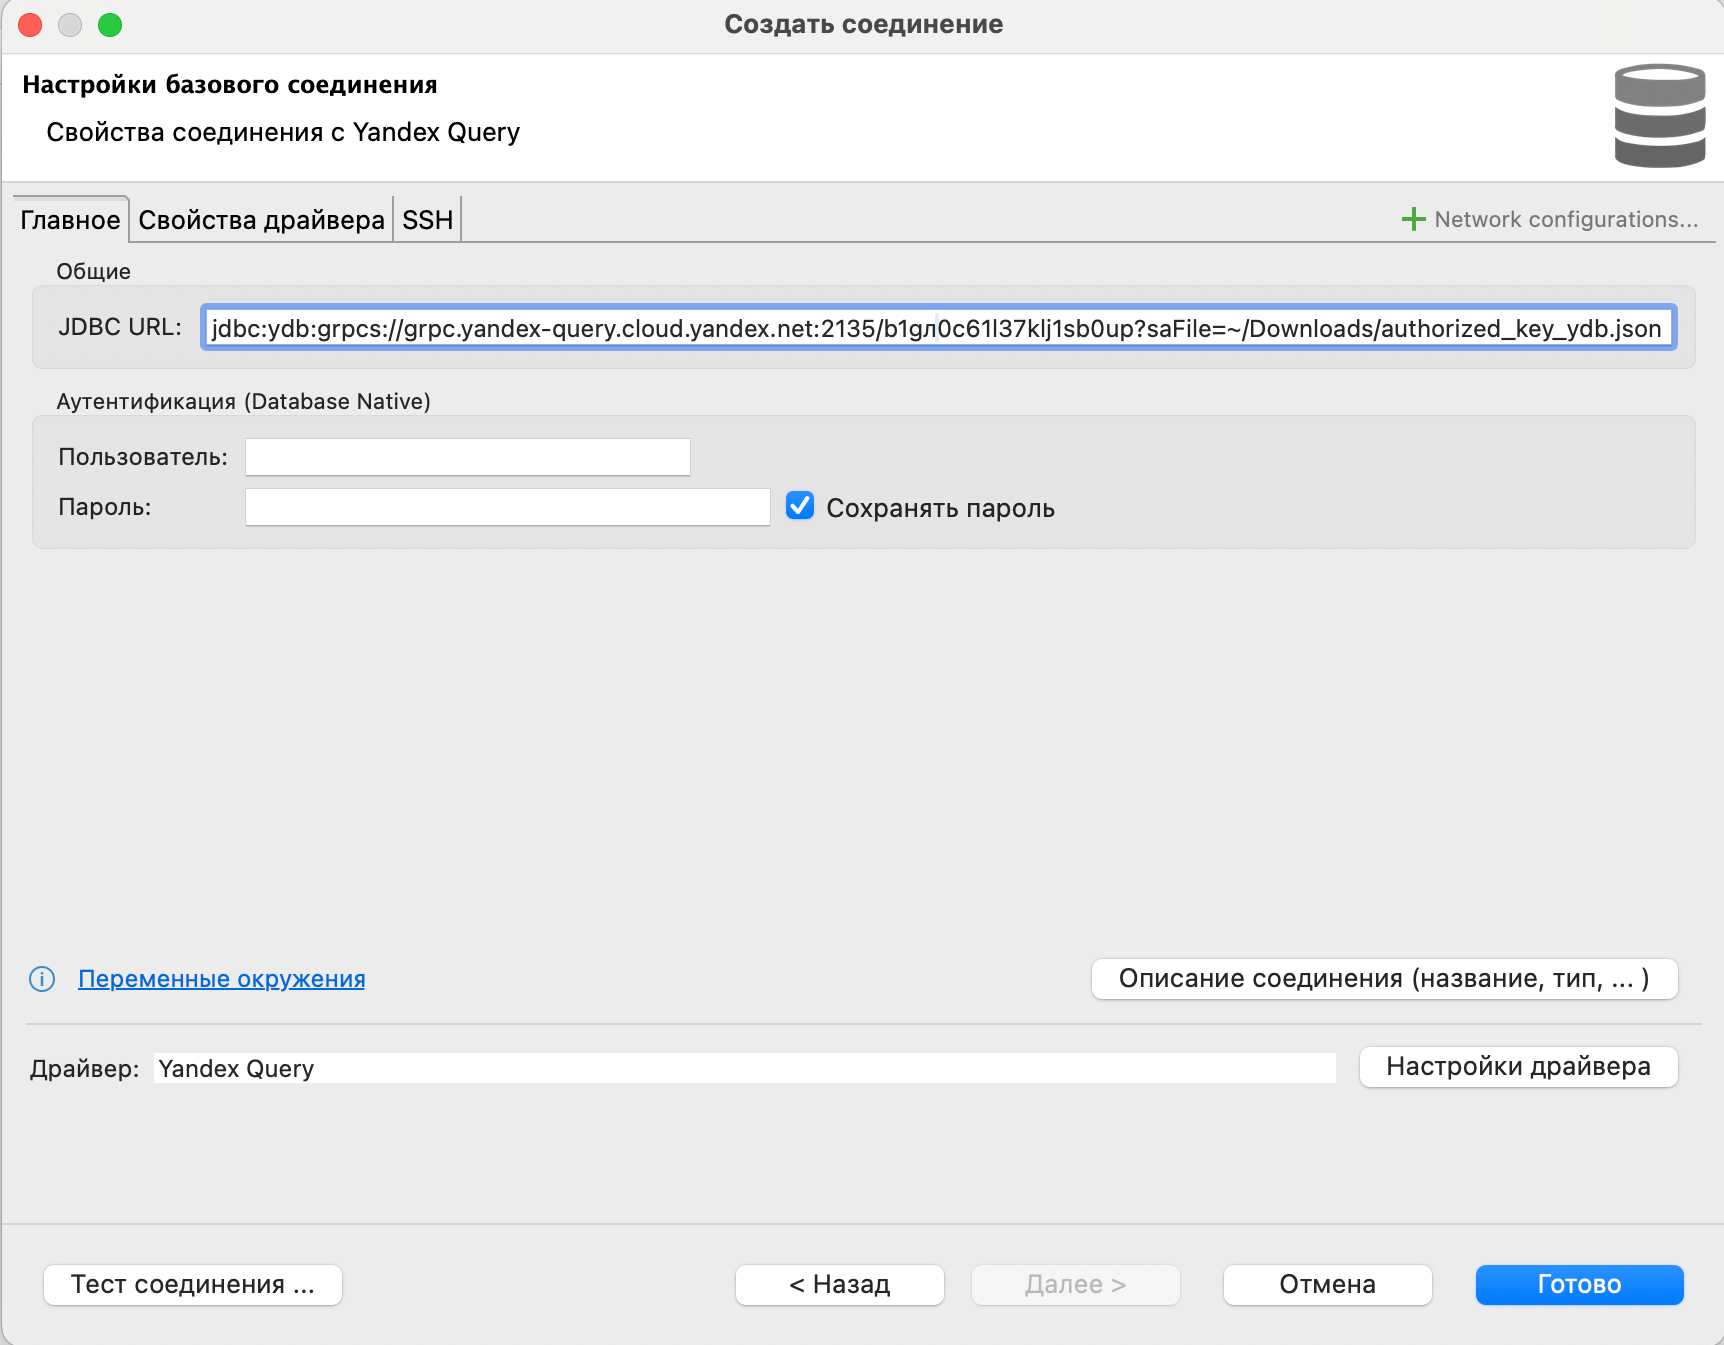 Создать соединение
Настройки базового соединения
Свойства соединения с Yandex Query
Главное Свойства драйвера SSH Network configurations...
Общие
JDBC URL: jdbc:ydb:grpcs://grpc.yandex-query.cloud.yandex.net:2135/b1gл0c61l37klj1sb0up?saFile=~/Downloads/authorized_key_ydb.json
Аутентификация (Database Native)
Пользователь:
Пароль: Сохранять пароль
Переменные окружения Описание соединения (название, тип, ... )
Драйвер: Yandex Query Настройки драйвера
Тест соединения ... < Назад Далее > Отмена Готово